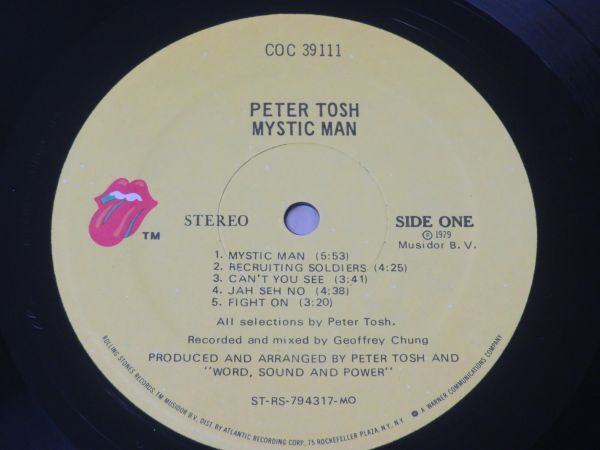 COC 39111
PETER TOSH
MYSTIC MAN
TM
STEREO
SIDE ONE
℗ 1979
Musidor B. V.
1. MYSTIC MAN (5:53)
2. RECRUITING SOLDIERS (4:25)
3. CAN'T YOU SEE (3:41)
4. JAH SEH NO (4:38)
5. FIGHT ON (3:20)
All selections by Peter Tosh.
Recorded and mixed by Geoffrey Chung
PRODUCED AND ARRANGED BY PETER TOSH AND
"WORD, SOUND AND POWER"
ST-RS-794317-MO
ROLLING STONES RECORDS, TM MUSIDOR B.V. DIST. BY ATLANTIC RECORDING CORP., 75 ROCKEFELLER PLAZA, N.Y. N.Y. A WARNER COMMUNICATIONS COMPANY